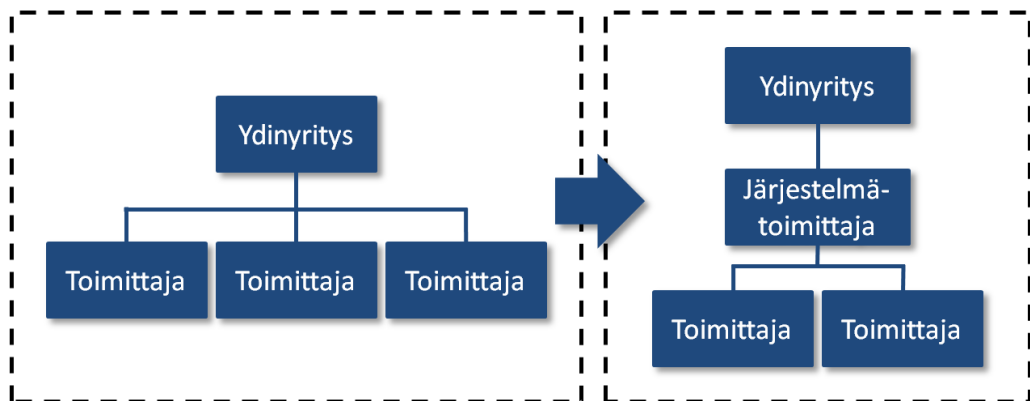 Ydinyritys
Toimittaja
Toimittaja
Toimittaja
Ydinyritys
Järjestelmä-
toimittaja
Toimittaja
Toimittaja